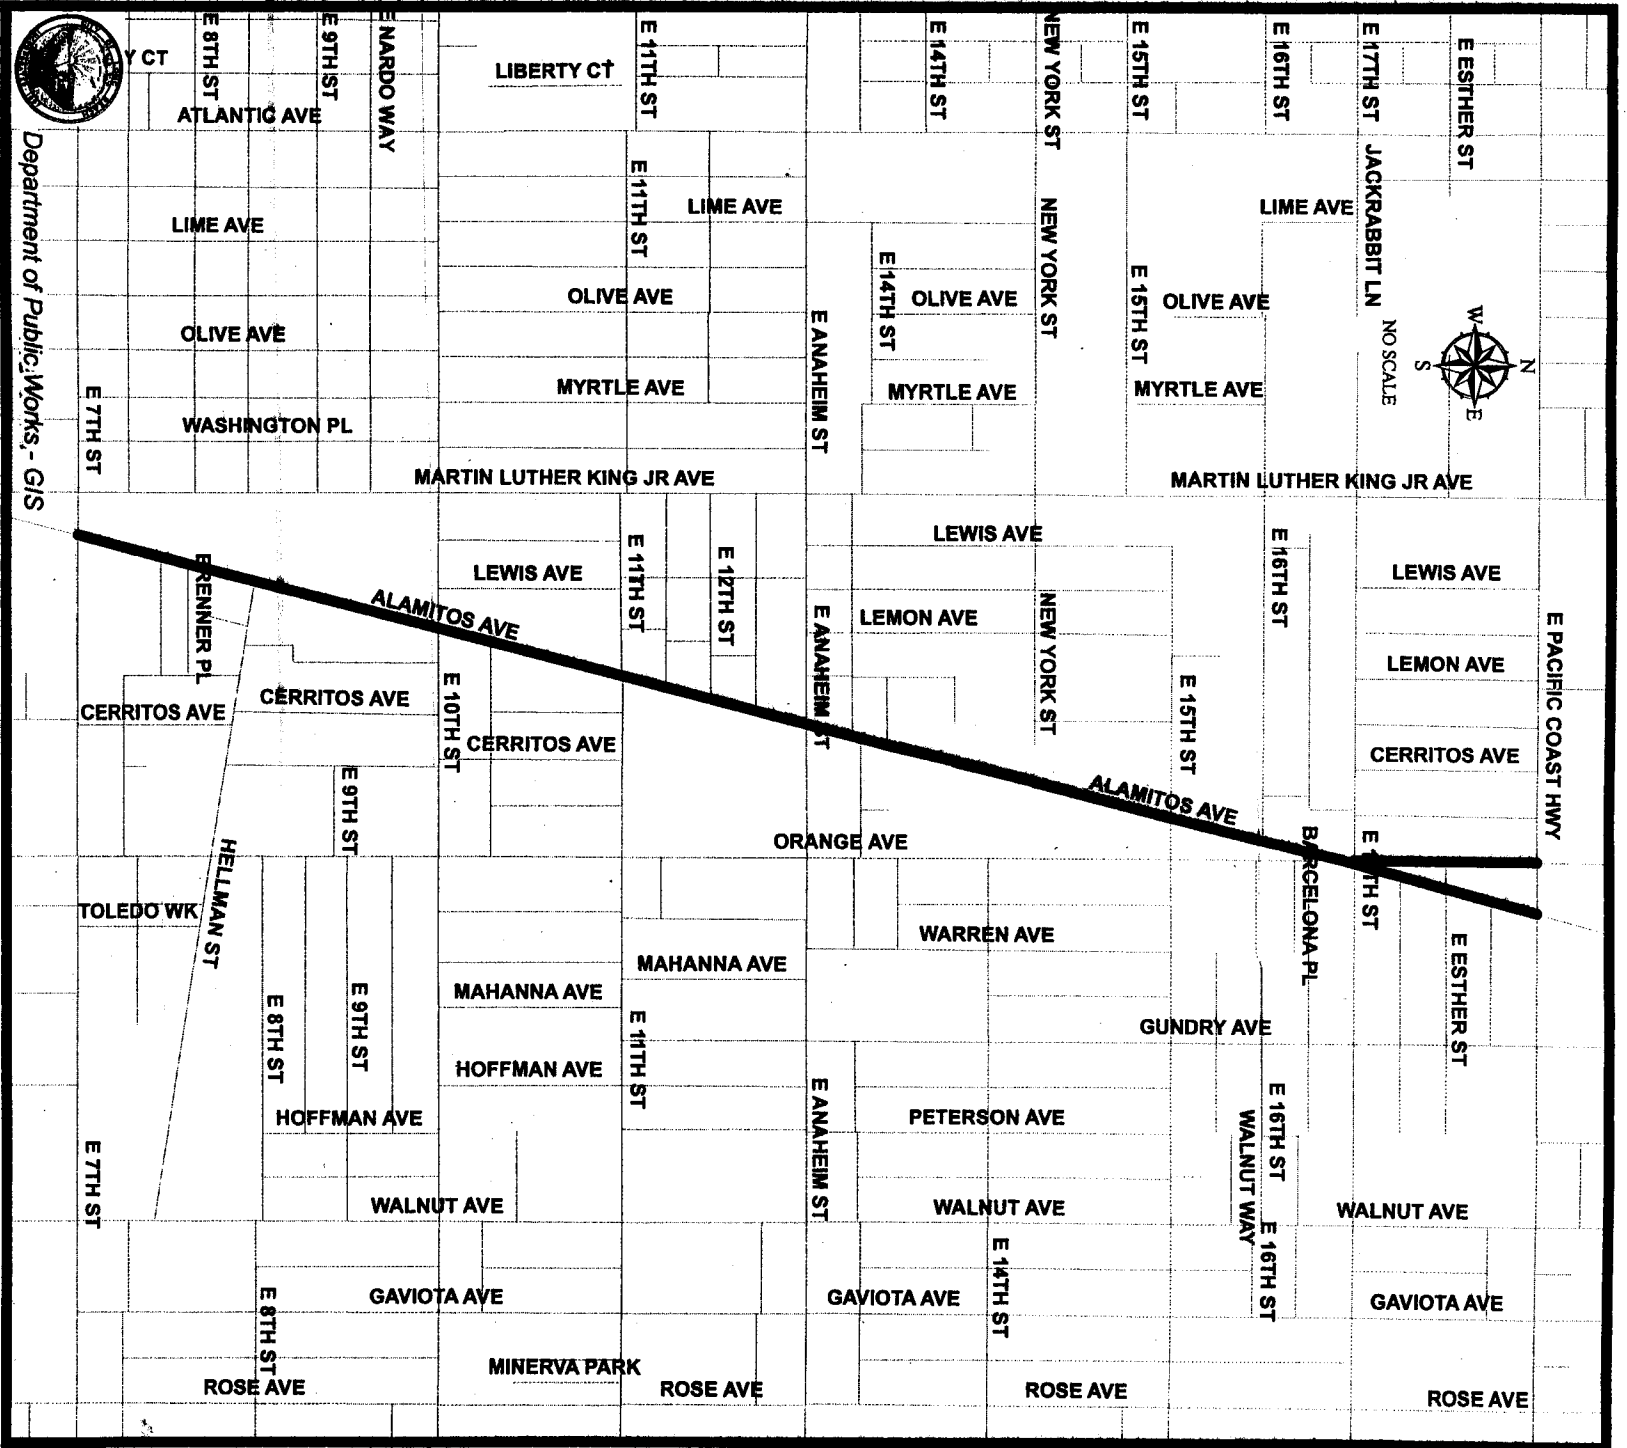 Y CT
E 8TH ST
E 9TH ST
E NARDO WAY
LIBERTY CT
E 11TH ST
E 14TH ST
NEW YORK ST
E 15TH ST
E 16TH ST
E 17TH ST
E ESTHER ST
ATLANTIC AVE
Department of Public Works - GIS
LIME AVE
E 11TH ST
LIME AVE
NEW YORK ST
LIME AVE
JACKRABBIT LN
OLIVE AVE
OLIVE AVE
E 14TH ST
OLIVE AVE
E 15TH ST
OLIVE AVE
NO SCALE
W
N
S
E
E ANAHEIM ST
MYRTLE AVE
MYRTLE AVE
MYRTLE AVE
E 7TH ST
WASHINGTON PL
MARTIN LUTHER KING JR AVE
MARTIN LUTHER KING JR AVE
E RENNER PL
LEWIS AVE
E 11TH ST
E 12TH ST
LEWIS AVE
E 16TH ST
LEWIS AVE
ALAMITOS AVE
E ANAHEIM ST
LEMON AVE
NEW YORK ST
LEMON AVE
E PACIFIC COAST HWY
CERRITOS AVE
CERRITOS AVE
E 10TH ST
CERRITOS AVE
E 15TH ST
CERRITOS AVE
E 9TH ST
ALAMITOS AVE
ORANGE AVE
BARCELONA PL
E 17TH ST
HELLMAN ST
TOLEDO WK
WARREN AVE
E ESTHER ST
MAHANNA AVE
MAHANNA AVE
E 8TH ST
E 9TH ST
E 11TH ST
GUNDRY AVE
HOFFMAN AVE
HOFFMAN AVE
E ANAHEIM ST
PETERSON AVE
E 16TH ST
WALNUT WAY
E 7TH ST
WALNUT AVE
WALNUT AVE
WALNUT AVE
E 14TH ST
E 16TH ST
E 8TH ST
GAVIOTA AVE
GAVIOTA AVE
GAVIOTA AVE
MINERVA PARK
ROSE AVE
ROSE AVE
ROSE AVE
ROSE AVE